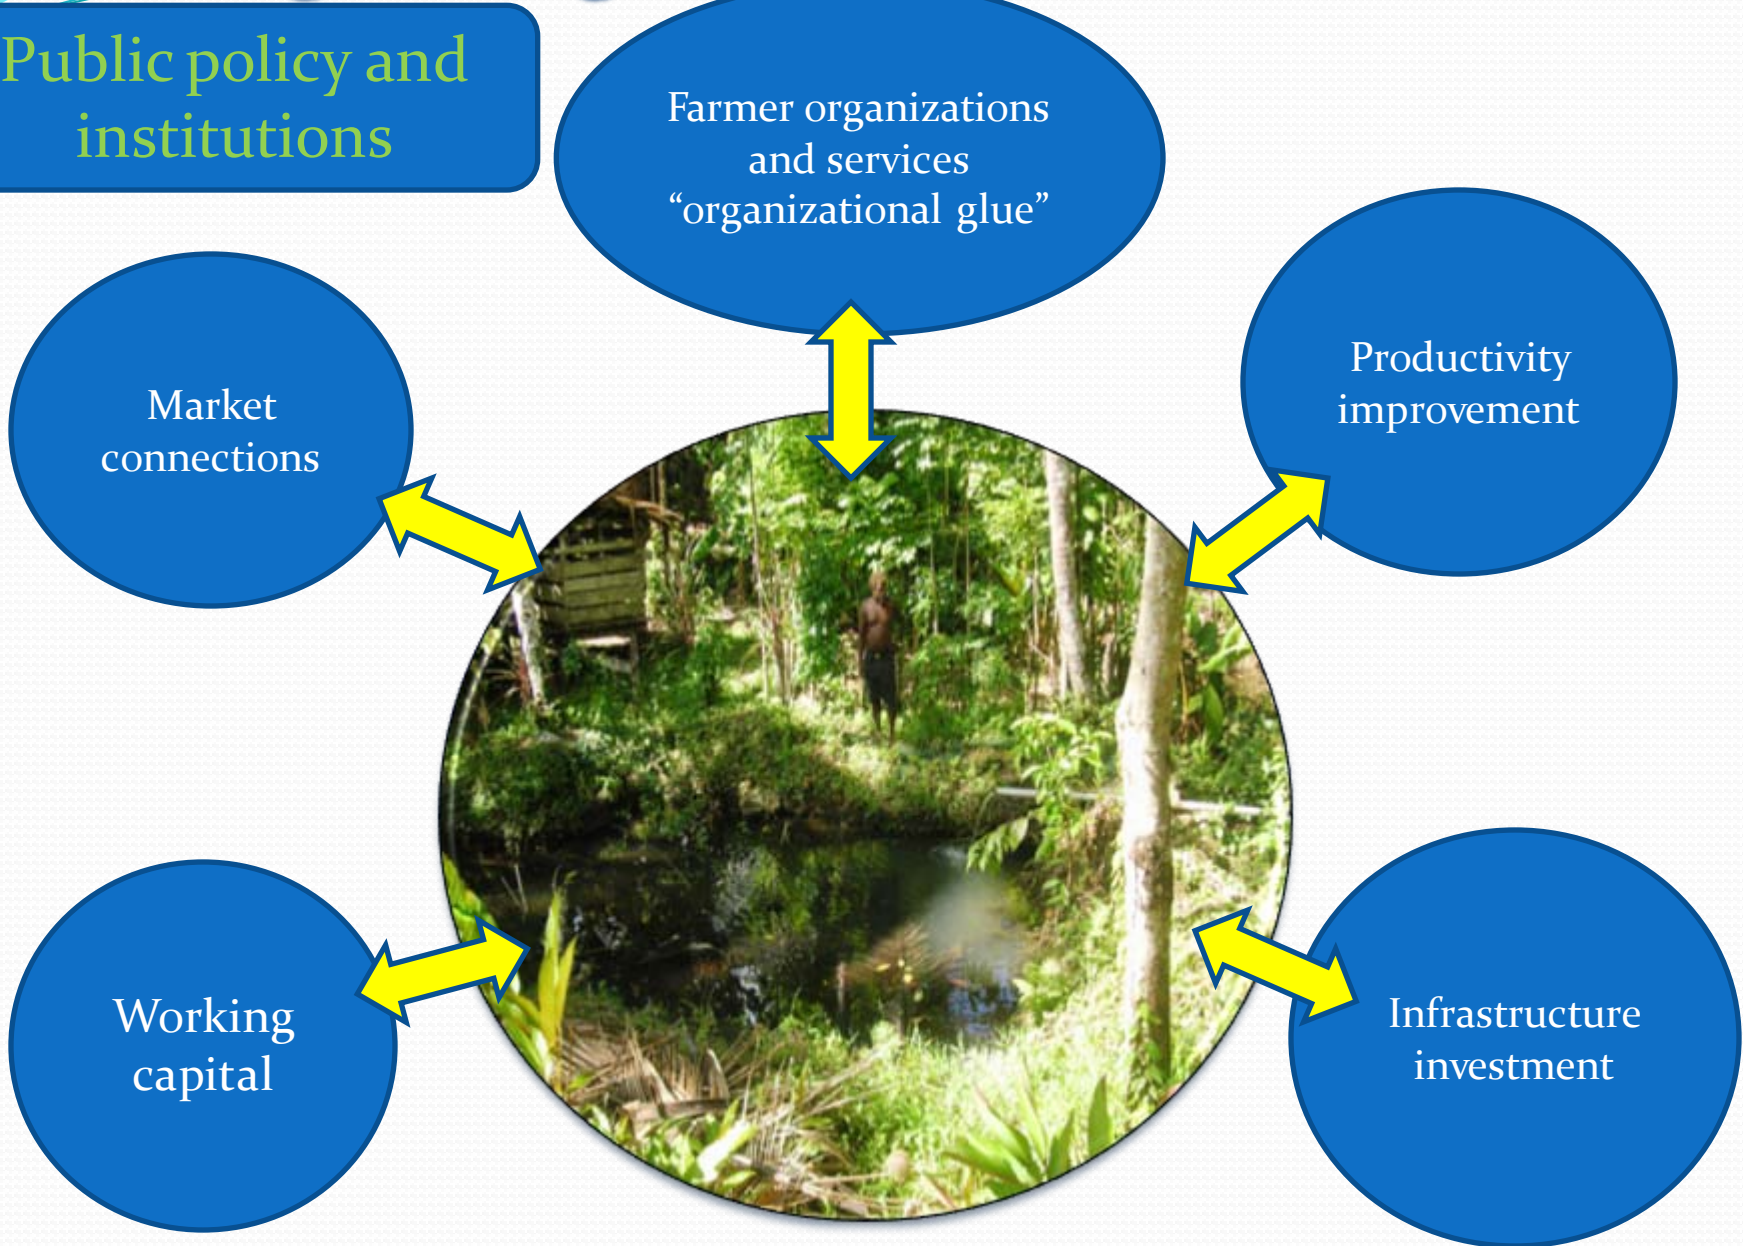 Public policy and
institutions
Farmer organizations
and services
“organizational glue”
Market
connections
Productivity
improvement
Working
capital
Infrastructure
investment